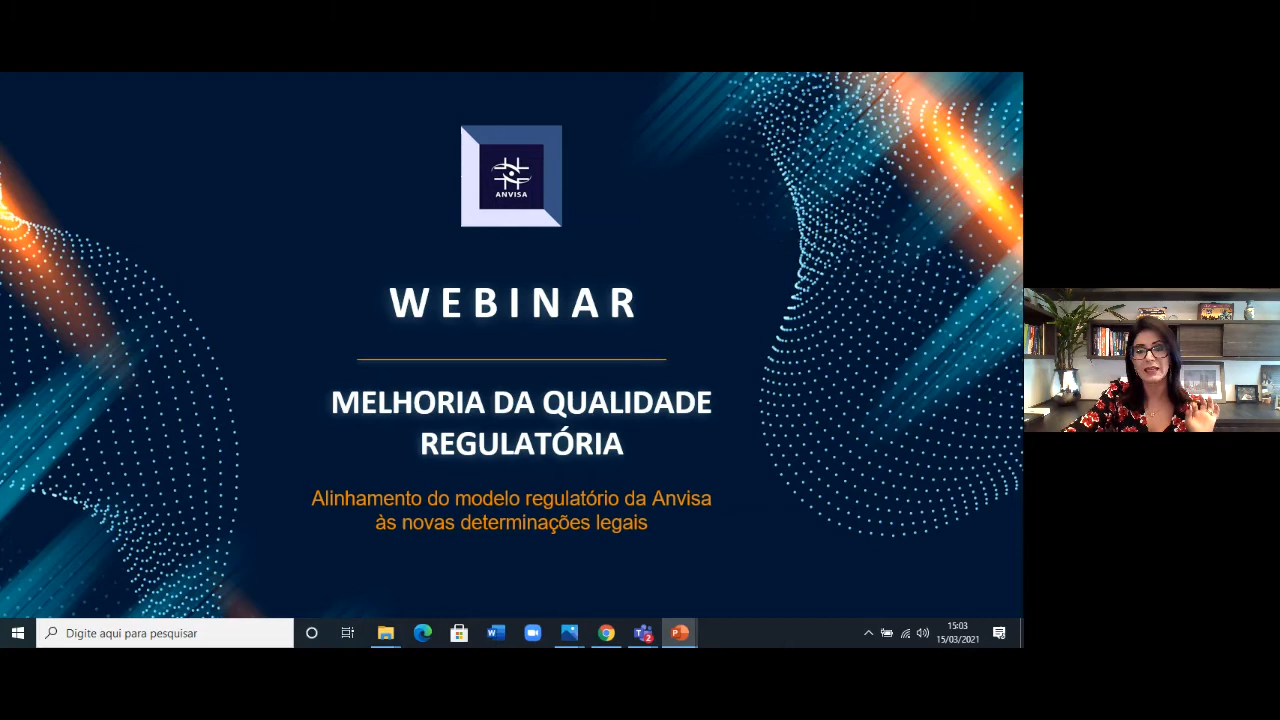 ANVISA
WEBINAR
MELHORIA DA QUALIDADE
REGULATÓRIA
Alinhamento do modelo regulatório da Anvisa
às novas determinações legais
Digite aqui para pesquisar
15:03
15/03/2021